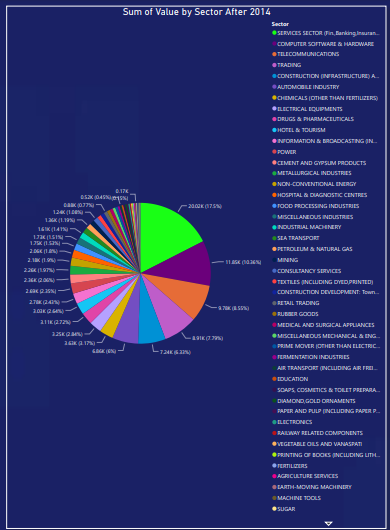 Sum of Value by Sector After 2014
Sector
SERVICES SECTOR (Fin.,Banking,Insuran...
COMPUTER SOFTWARE & HARDWARE
TELECOMMUNICATIONS
TRADING
CONSTRUCTION (INFRASTRUCTURE) A...
AUTOMOBILE INDUSTRY
CHEMICALS (OTHER THAN FERTILIZERS)
ELECTRICAL EQUIPMENTS
DRUGS & PHARMACEUTICALS
HOTEL & TOURISM
INFORMATION & BROADCASTING (IN...
POWER
CEMENT AND GYPSUM PRODUCTS
METALLURGICAL INDUSTRIES
NON-CONVENTIONAL ENERGY
HOSPITAL & DIAGNOSTIC CENTRES
FOOD PROCESSING INDUSTRIES
MISCELLANEOUS INDUSTRIES
INDUSTRIAL MACHINERY
SEA TRANSPORT
PETROLEUM & NATURAL GAS
MINING
CONSULTANCY SERVICES
TEXTILES (INCLUDING DYED,PRINTED)
CONSTRUCTION DEVELOPMENT: Town...
RETAIL TRADING
RUBBER GOODS
MEDICAL AND SURGICAL APPLIANCES
MISCELLANEOUS MECHANICAL & ENG...
PRIME MOVER (OTHER THAN ELECTRIC...
FERMENTATION INDUSTRIES
AIR TRANSPORT (INCLUDING AIR FREI...
EDUCATION
SOAPS, COSMETICS & TOILET PREPARA...
DIAMOND,GOLD ORNAMENTS
PAPER AND PULP (INCLUDING PAPER P...
ELECTRONICS
RAILWAY RELATED COMPONENTS
VEGETABLE OILS AND VANASPATI
PRINTING OF BOOKS (INCLUDING LITH...
FERTILIZERS
AGRICULTURE SERVICES
EARTH-MOVING MACHINERY
MACHINE TOOLS
SUGAR
20.02K (17.5%)
11.85K (10.36%)
9.78K (8.55%)
8.91K (7.79%)
7.24K (6.33%)
6.86K (6%)
3.63K (3.17%)
3.25K (2.84%)
3.11K (2.72%)
3.03K (2.64%)
2.78K (2.43%)
2.69K (2.35%)
2.36K (2.06%)
2.26K (1.97%)
2.18K (1.9%)
2.06K (1.8%)
1.75K (1.53%)
1.73K (1.51%)
1.61K (1.41%)
1.36K (1.19%)
1.24K (1.08%)
0.88K (0.77%)
0.52K (0.45%)
0.17K